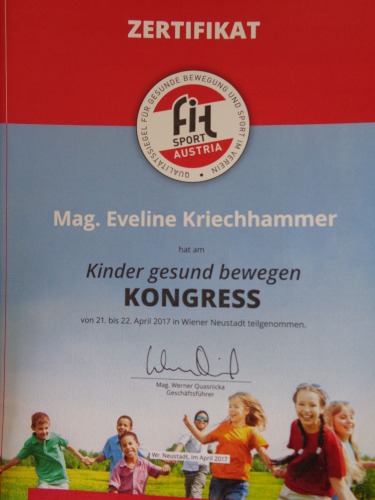 ZERTIFIKAT
QUALITÄTSSIEGEL FÜR GESUNDE BEWEGUNG UND SPORT IM VEREIN
fit
SPORT
AUSTRIA
Mag. Eveline Kriechhammer
hat am
Kinder gesund bewegen
KONGRESS
von 21. bis 22. April 2017 in Wiener Neustadt teilgenommen.
Mag. Werner Quasnicka
Geschäftsführer
Wr. Neustadt, im April 2017